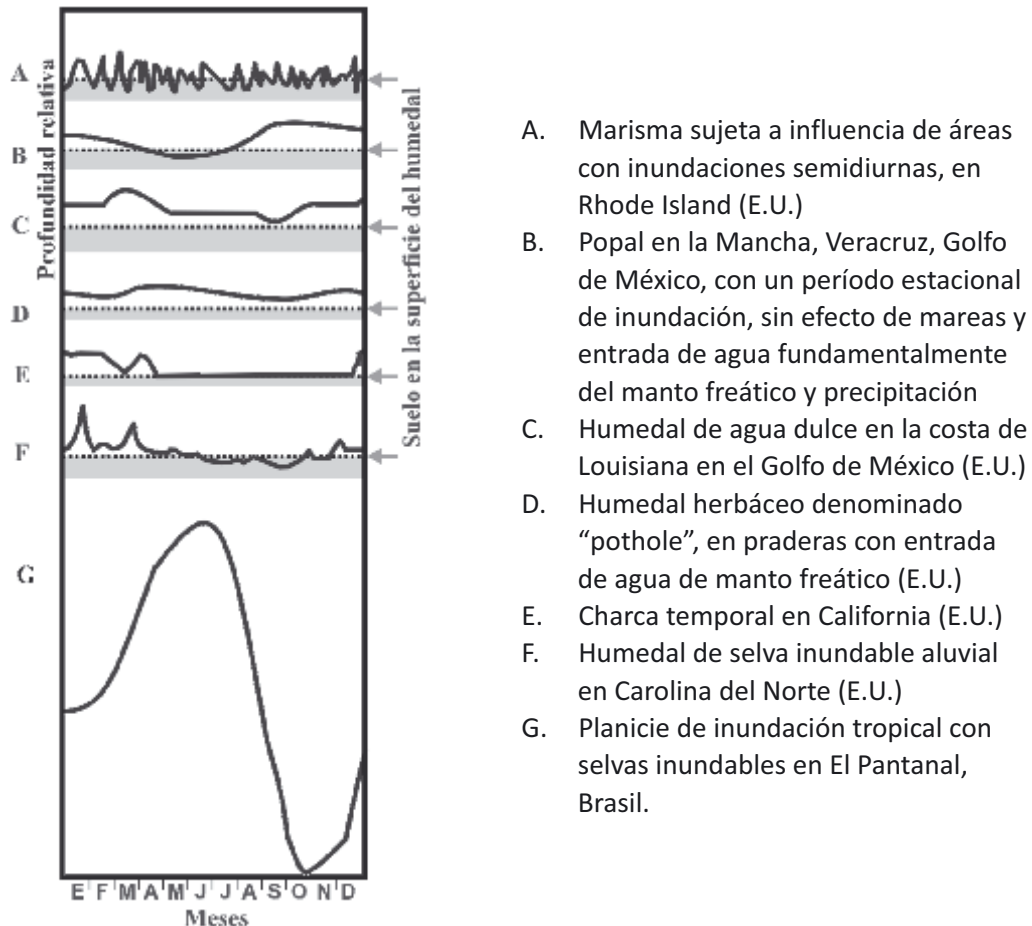 A
B
C
D
E
F
G
Profundidad relativa
Suelo en la superficie del humedal
E F M A M J J A S O N D
Meses
A. Marisma sujeta a influencia de áreas
con inundaciones semidiurnas, en
Rhode Island (E.U.)
B. Popal en la Mancha, Veracruz, Golfo
de México, con un período estacional
de inundación, sin efecto de mareas y
entrada de agua fundamentalmente
del manto freático y precipitación
C. Humedal de agua dulce en la costa de
Louisiana en el Golfo de México (E.U.)
D. Humedal herbáceo denominado
“pothole”, en praderas con entrada
de agua de manto freático (E.U.)
E. Charca temporal en California (E.U.)
F. Humedal de selva inundable aluvial
en Carolina del Norte (E.U.)
G. Planicie de inundación tropical con
selvas inundables en El Pantanal,
Brasil.